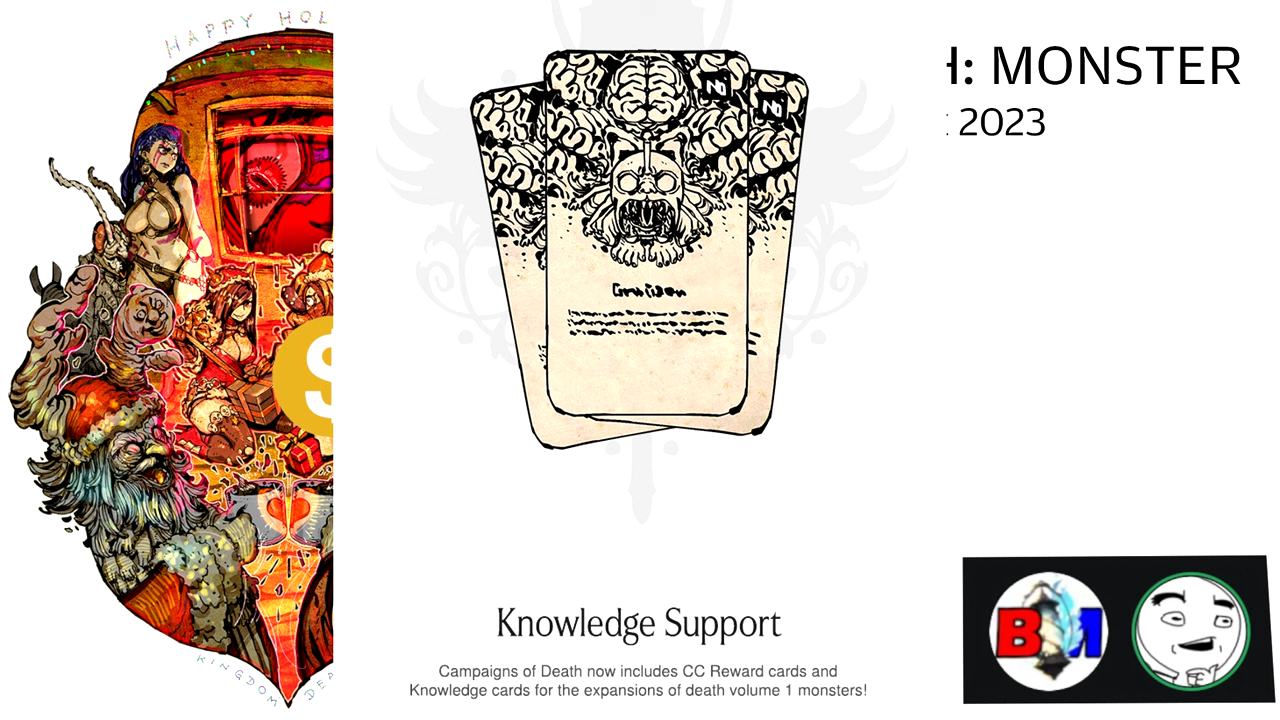 HAPPY HOL
H: MONSTER
: 2023
S
Knowledge Support
Campaigns of Death now includes CC Reward cards and
Knowledge cards for the expansions of death volume 1 monsters!
KINGDOM DEA
BM